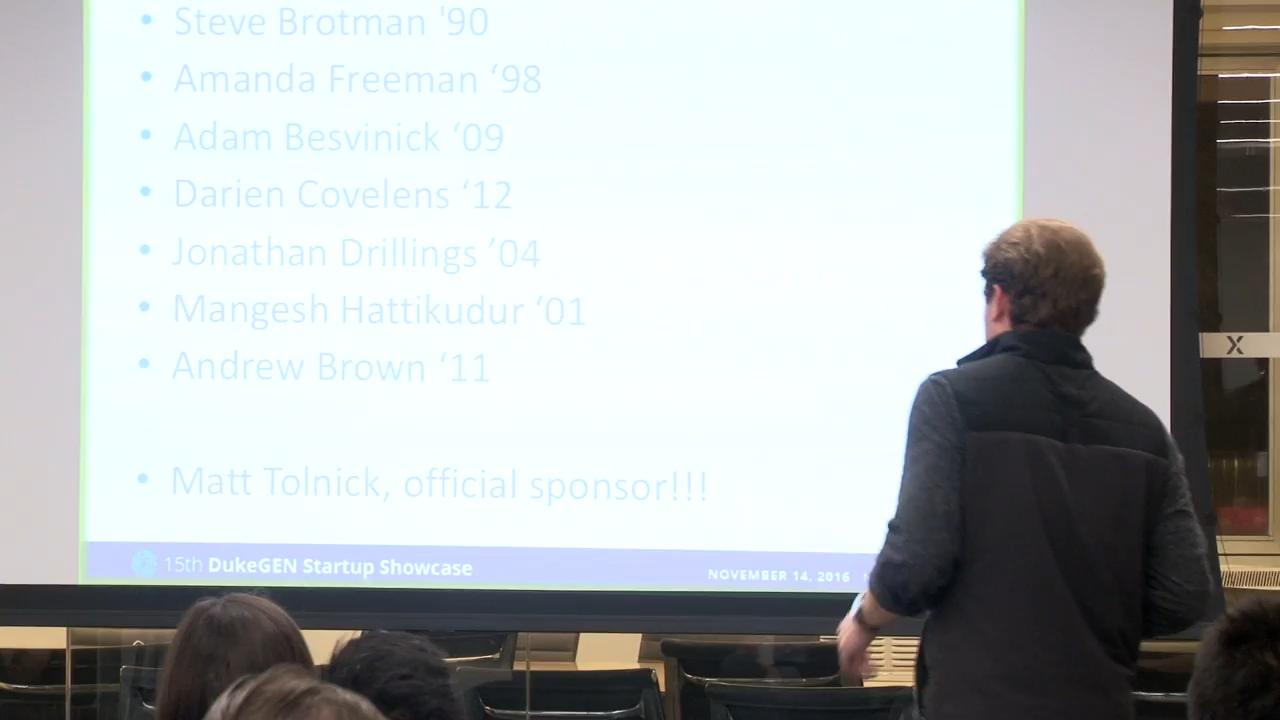 • Steve Brotman '90
• Amanda Freeman ‘98
• Adam Besvinick ‘09
• Darien Covelens ‘12
• Jonathan Drillings ’04
• Mangesh Hattikudur ‘01
• Andrew Brown ‘11
• Matt Tolnick, official sponsor!!!
15th DukeGEN Startup Showcase
NOVEMBER 14, 2016
X